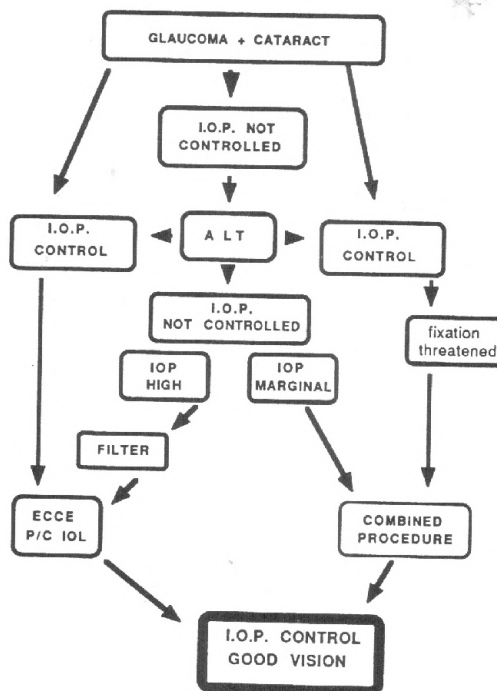 GLAUCOMA + CATARACT
I.O.P. NOT
CONTROLLED
I.O.P.
CONTROL
A L T
I.O.P.
CONTROL
I.O.P.
NOT CONTROLLED
fixation
threatened
IOP
HIGH
IOP
MARGINAL
FILTER
ECCE
P/C IOL
COMBINED
PROCEDURE
I.O.P. CONTROL
GOOD VISION